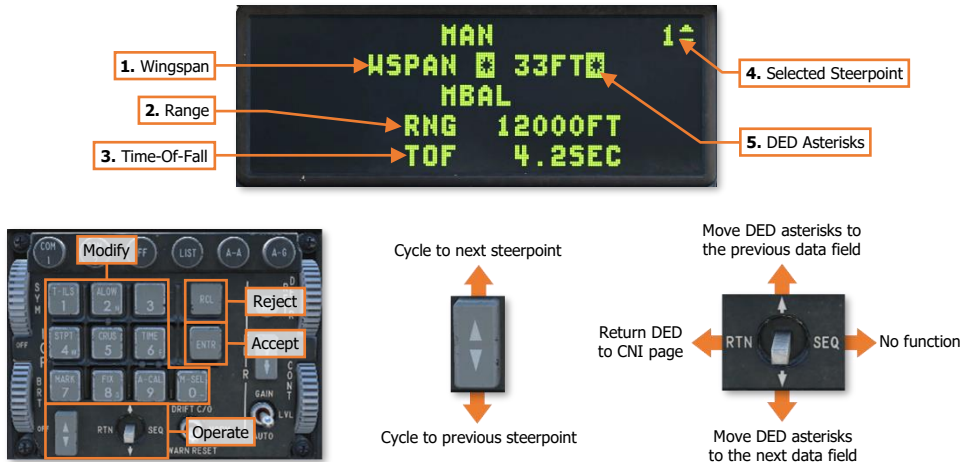 MAN 1
WSPAN * 33FT*
MBAL
RNG 12000FT
TOF 4.2SEC
1. Wingspan
2. Range
3. Time-Of-Fall
4. Selected Steerpoint
5. DED Asterisks
COM
1
FF
LIST
A-A
A-G
Modify
T-ILS
1
ALOW
2 N
3
RCL
Reject
STPT
4 W
CRUS
5
TIME
6 E
ENTR
Accept
MARK
7
FIX
8 S
A-CAL
9
M-SEL
0 -
SYM
OFF
BRT
CONT
GAIN
LVL
AUTO
DRIFT C/O
RTN
SEQ
WARN RESET
Operate
Cycle to next steerpoint
Cycle to previous steerpoint
Move DED asterisks to
the previous data field
Return DED
to CNI page
RTN
SEQ
No function
Move DED asterisks
to the next data field